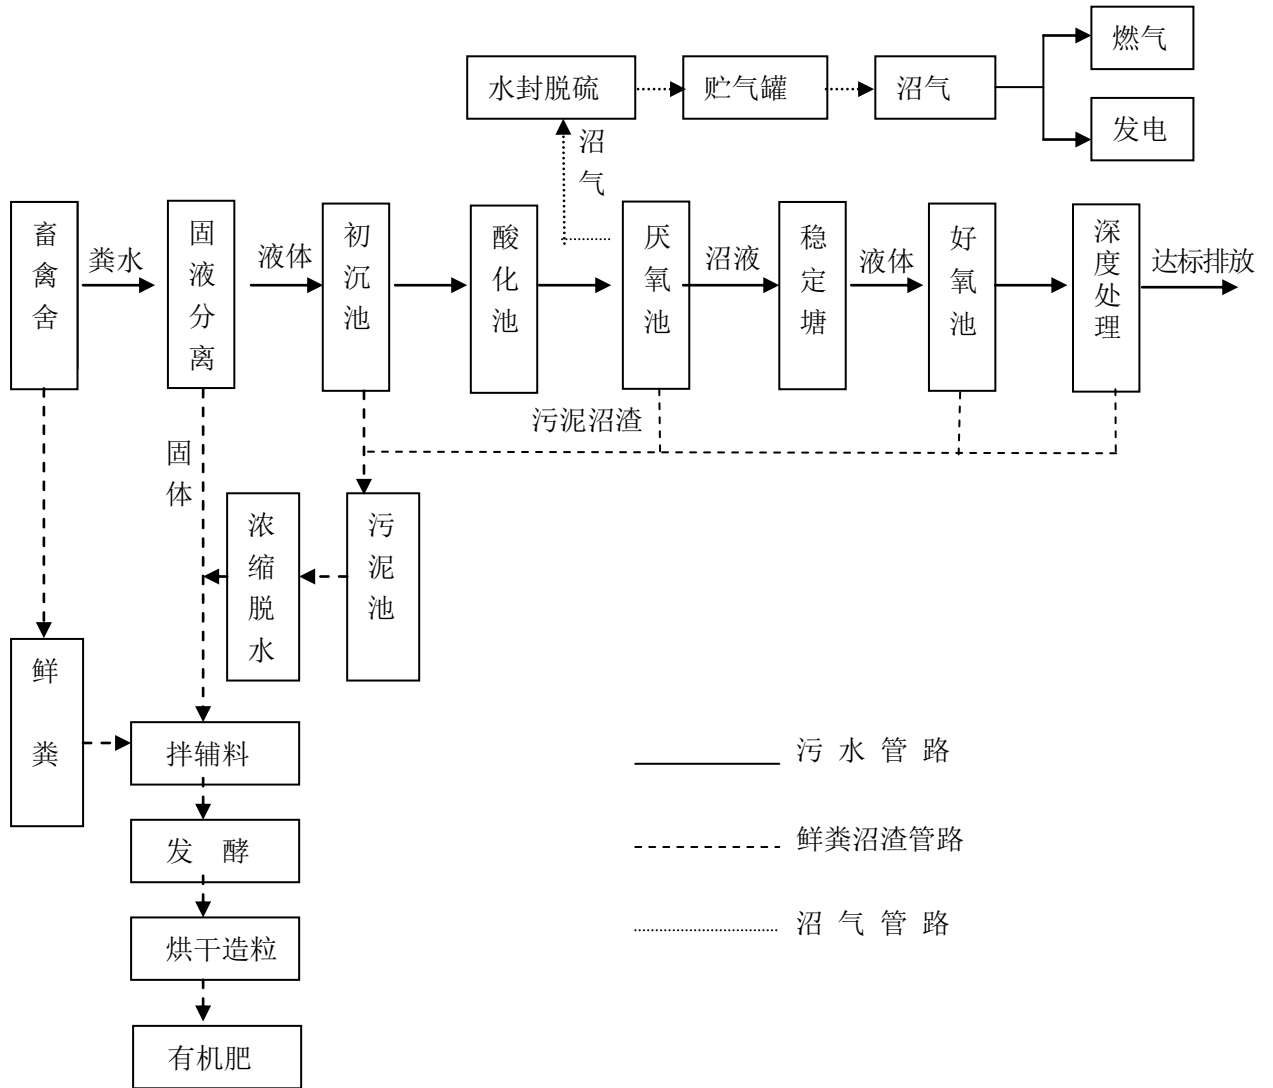 燃气
水封脱硫
贮气罐
沼气
发电
沼气
畜禽舍
粪水
固液分离
液体
初沉池
酸化池
厌氧池
沼液
稳定塘
液体
好氧池
深度处理
达标排放
污泥沼渣
固体
浓缩脱水
污泥池
鲜粪
拌辅料
污水管路
发酵
鲜粪沼渣管路
烘干造粒
沼气管路
有机肥